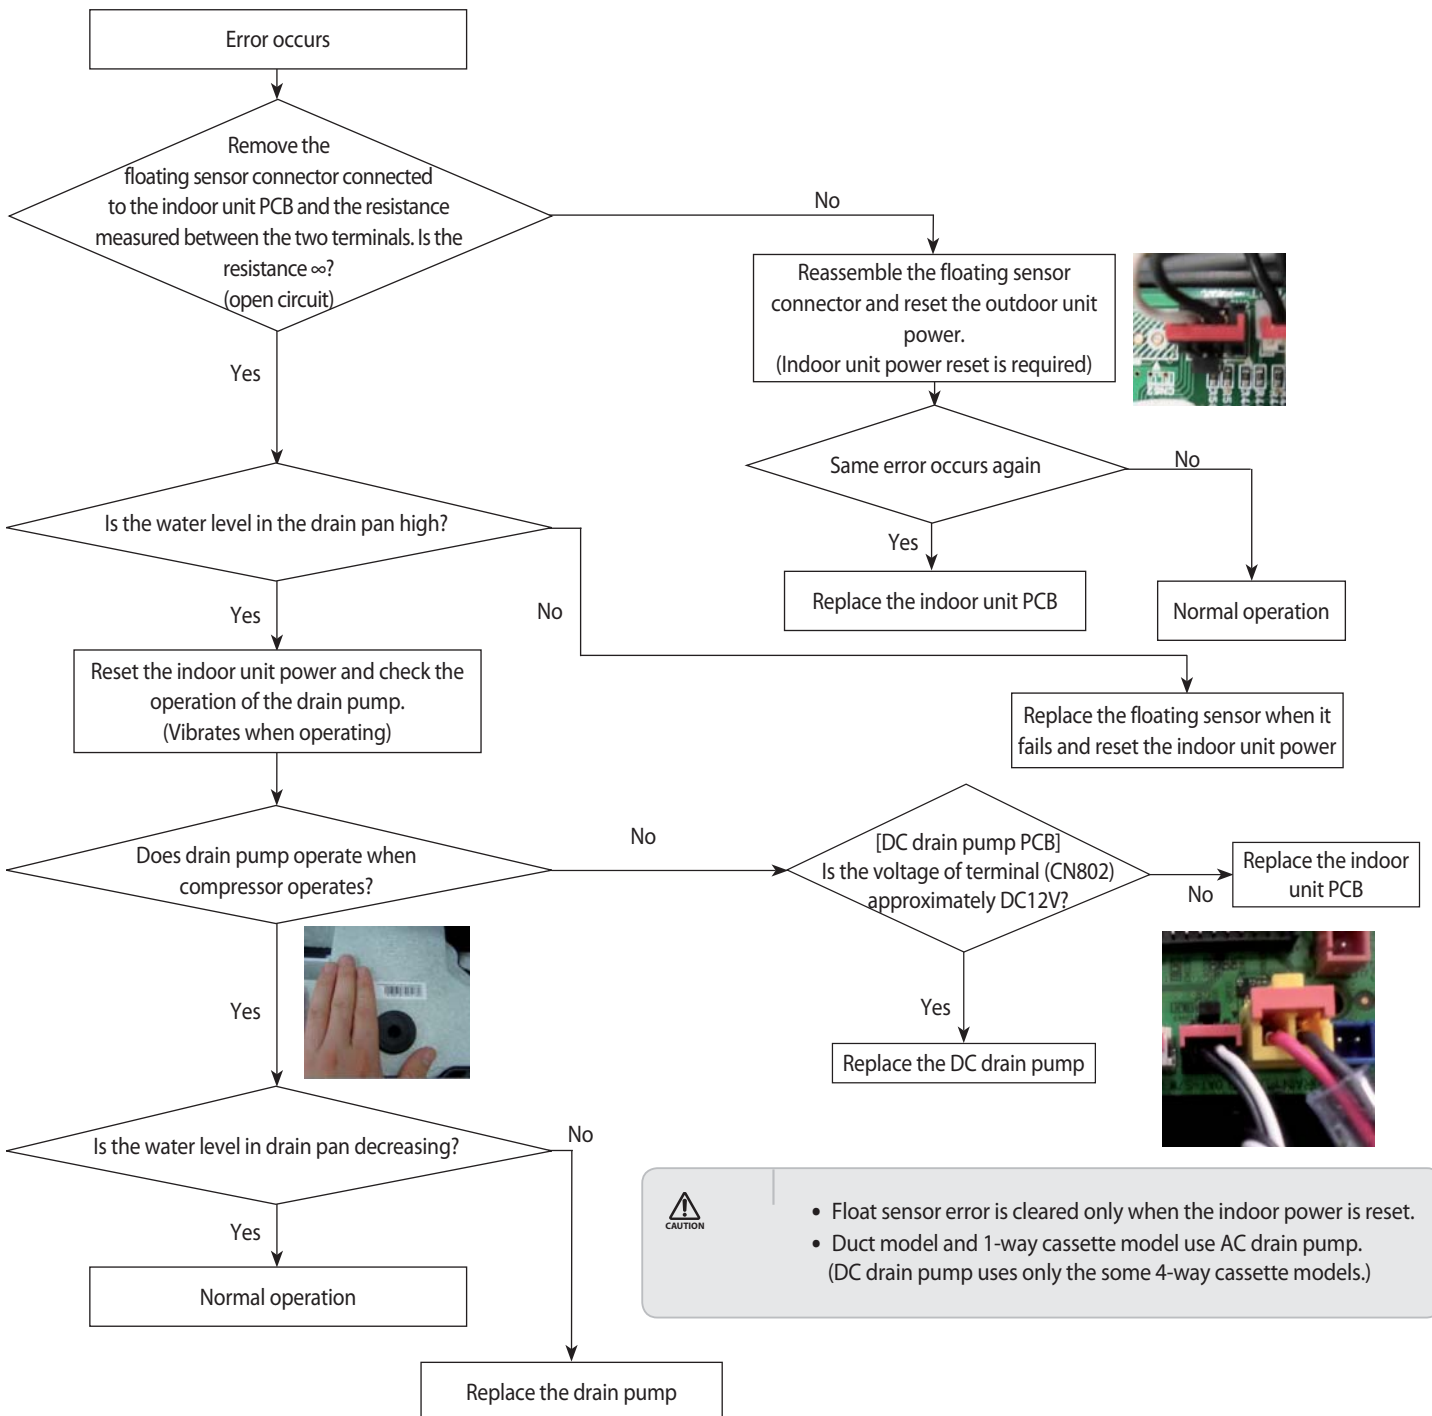 Error occurs
Remove the
floating sensor connector connected
to the indoor unit PCB and the resistance
measured between the two terminals. Is the
resistance ∞?
(open circuit)
No
Reassemble the floating sensor
connector and reset the outdoor unit
power.
(Indoor unit power reset is required)
Yes
Same error occurs again
No
Is the water level in the drain pan high?
Yes
Replace the indoor unit PCB
Normal operation
Yes
No
Reset the indoor unit power and check the
operation of the drain pump.
(Vibrates when operating)
Replace the floating sensor when it
fails and reset the indoor unit power
Does drain pump operate when
compressor operates?
No
[DC drain pump PCB]
Is the voltage of terminal (CN802)
approximately DC12V?
No
Replace the indoor
unit PCB
Yes
Yes
Replace the DC drain pump
Is the water level in drain pan decreasing?
No
Yes
Normal operation
Replace the drain pump
CAUTION
• Float sensor error is cleared only when the indoor power is reset.
• Duct model and 1-way cassette model use AC drain pump.
(DC drain pump uses only the some 4-way cassette models.)